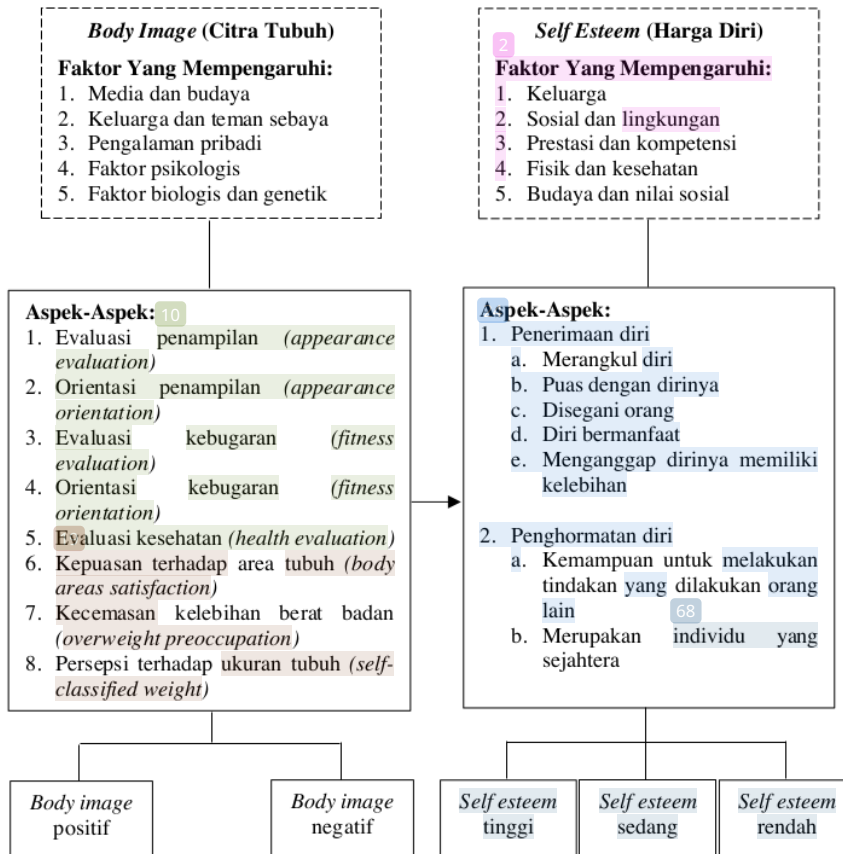 Body Image (Citra Tubuh)
Faktor Yang Mempengaruhi:
1. Media dan budaya
2. Keluarga dan teman sebaya
3. Pengalaman pribadi
4. Faktor psikologis
5. Faktor biologis dan genetik
Self Esteem (Harga Diri)
2
Faktor Yang Mempengaruhi:
1. Keluarga
2. Sosial dan lingkungan
3. Prestasi dan kompetensi
4. Fisik dan kesehatan
5. Budaya dan nilai sosial
Aspek-Aspek: 10
1. Evaluasi penampilan (appearance
evaluation)
2. Orientasi penampilan (appearance
orientation)
3. Evaluasi kebugaran (fitness
evaluation)
4. Orientasi kebugaran (fitness
orientation)
5. Evaluasi kesehatan (health evaluation)
6. Kepuasan terhadap area tubuh (body
areas satisfaction)
7. Kecemasan kelebihan berat badan
(overweight preoccupation)
8. Persepsi terhadap ukuran tubuh (self-
classified weight)
Aspek-Aspek:
1. Penerimaan diri
a. Merangkul diri
b. Puas dengan dirinya
c. Disegani orang
d. Diri bermanfaat
e. Menganggap dirinya memiliki
kelebihan
2. Penghormatan diri
a. Kemampuan untuk melakukan
tindakan yang dilakukan orang
lain
68
b. Merupakan individu yang
sejahtera
Body image
positif
Body image
negatif
Self esteem
tinggi
Self esteem
sedang
Self esteem
rendah